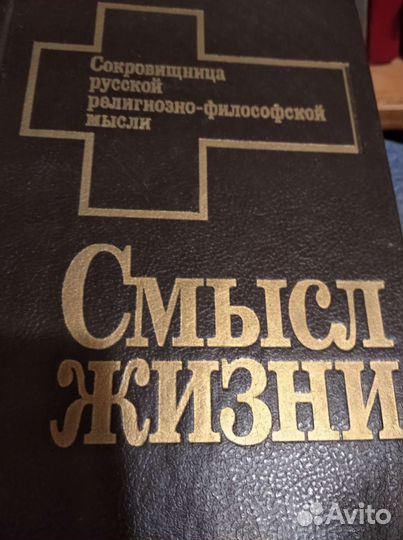 Сокровищница
русской
религиозно-философской
мысли
Смысл
жизни
Avito